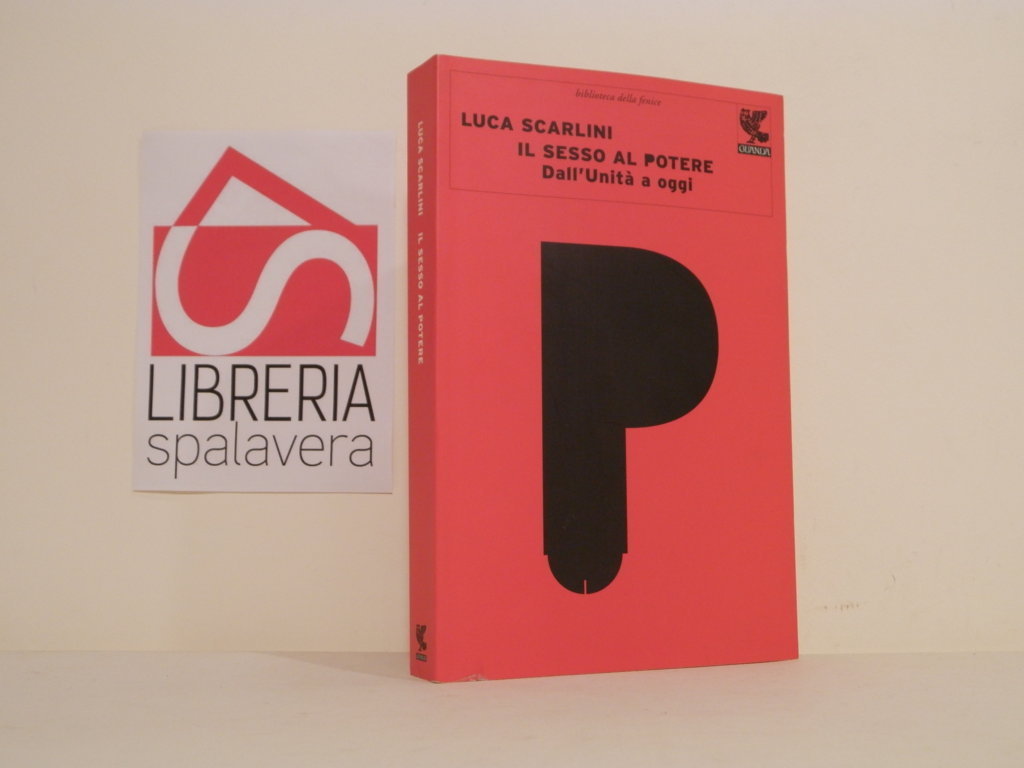 LIBRERIA
spalavera
LUCA SCARLINI IL SESSO AL POTERE
biblioteca della fenice
LUCA SCARLINI
IL SESSO AL POTERE
Dall'Unità a oggi
GUANDA
P